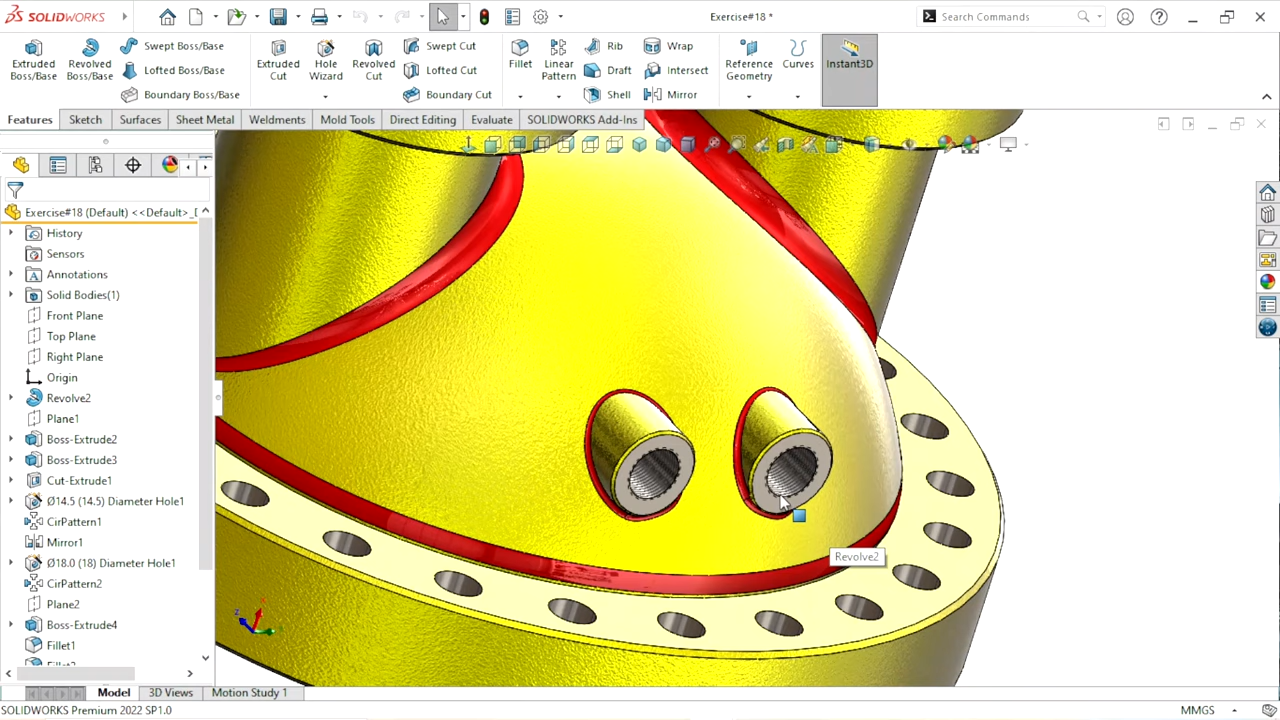 SOLIDWORKS
Exercise#18 *
Search Commands
Extruded Boss/Base
Revolved Boss/Base
Swept Boss/Base
Lofted Boss/Base
Boundary Boss/Base
Extruded Cut
Hole Wizard
Revolved Cut
Swept Cut
Lofted Cut
Boundary Cut
Fillet
Linear Pattern
Rib
Draft
Shell
Wrap
Intersect
Mirror
Reference Geometry
Curves
Instant3D
Features
Sketch
Surfaces
Sheet Metal
Weldments
Mold Tools
Direct Editing
Evaluate
SOLIDWORKS Add-Ins
Exercise#18 (Default) <<Default>_
History
Sensors
Annotations
Solid Bodies(1)
Front Plane
Top Plane
Right Plane
Origin
Revolve2
Plane1
Boss-Extrude2
Boss-Extrude3
Cut-Extrude1
Ø14.5 (14.5) Diameter Hole1
CirPattern1
Mirror1
Ø18.0 (18) Diameter Hole1
CirPattern2
Plane2
Boss-Extrude4
Fillet1
Revolve2
Z
Model
3D Views
Motion Study 1
SOLIDWORKS Premium 2022 SP1.0
MMGS